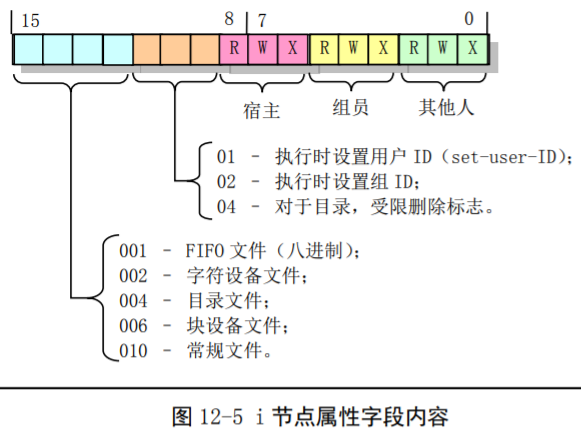 15 8 7 0
R W X R W X R W X
宿主 组员 其他人
01 - 执行时设置用户 ID（set-user-ID）；
02 - 执行时设置组 ID；
04 - 对于目录，受限删除标志。
001 - FIFO 文件（八进制）；
002 - 字符设备文件；
004 - 目录文件；
006 - 块设备文件；
010 - 常规文件。
图 12-5 i 节点属性字段内容